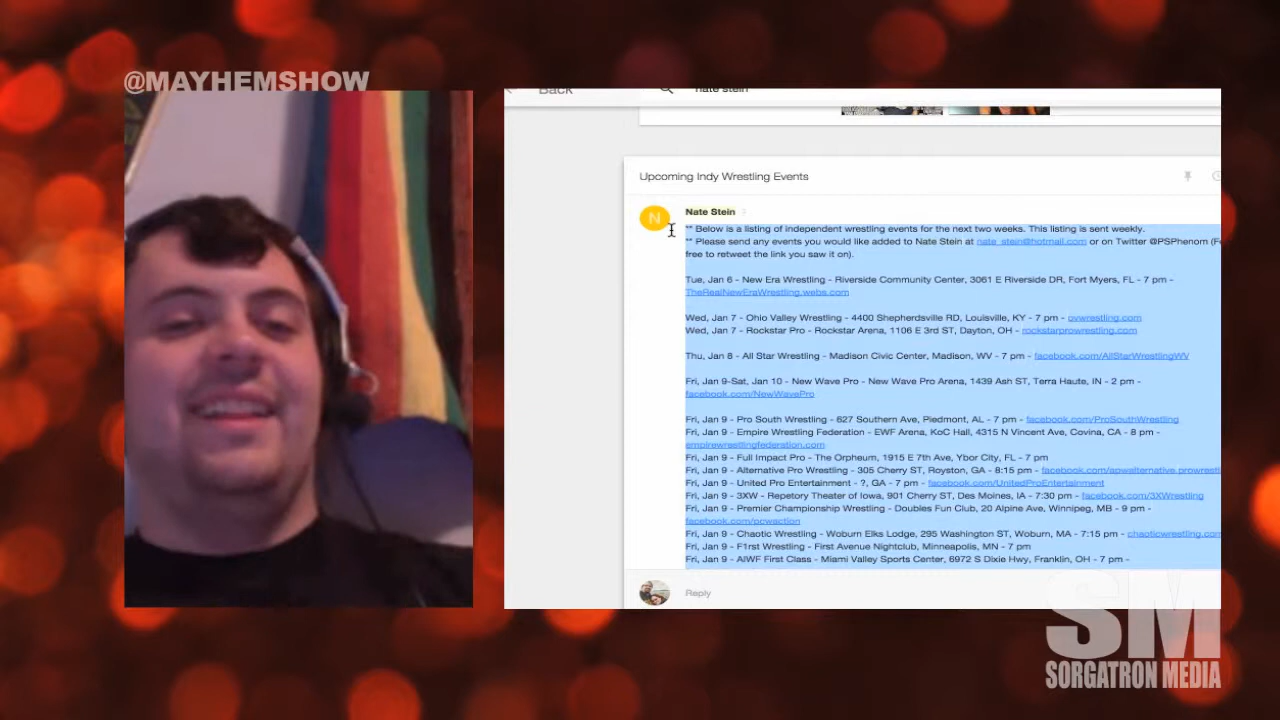 @MAYHEMSHOW
Back
nate stein
Upcoming Indy Wrestling Events
N
Nate Stein
** Below is a listing of independent wrestling events for the next two weeks. This listing is sent weekly.
** Please send any events you would like added to Nate Stein at nate_stein@hotmail.com or on Twitter @PSPhenom (Fe
free to retweet the link you saw it on).
Tue, Jan 6 - New Era Wrestling - Riverside Community Center, 3061 E Riverside DR, Fort Myers, FL - 7 pm -
TheRealNewEraWrestling.webs.com
Wed, Jan 7 - Ohio Valley Wrestling - 4400 Shepherdsville RD, Louisville, KY - 7 pm - ovwrestling.com
Wed, Jan 7 - Rockstar Pro - Rockstar Arena, 1106 E 3RD ST, Dayton, OH - rockstarprowrestling.com
Thu, Jan 8 - All Star Wrestling - Madison Civic Center, Madison, WV - 7 pm - facebook.com/AllStarWrestlingWV
Fri, Jan 9-Sat, Jan 10 - New Wave Pro - New Wave Pro Arena, 1439 Ash ST, Terra Haute, IN - 2 pm -
facebook.com/NewWavePro
Fri, Jan 9 - Pro South Wrestling - 627 Southern Ave, Piedmont, AL - 7 pm - facebook.com/ProSouthWrestling
Fri, Jan 9 - Empire Wrestling Federation - EWF Arena, KoC Hall, 4315 N Vincent Ave, Covina, CA - 8 pm -
empirewrestlingfederation.com
Fri, Jan 9 - Full Impact Pro - The Orpheum, 1915 E 7th Ave, Ybor City, FL - 7 pm
Fri, Jan 9 - Alternative Pro Wrestling - 305 Cherry ST, Royston, GA - 8:15 pm - facebook.com/apwalternative.prowrestl
Fri, Jan 9 - United Pro Entertainment - ?, GA - 7 pm - facebook.com/UnitedProEntertainment
Fri, Jan 9 - 3XW - Repetory Theater of Iowa, 901 Cherry ST, Des Moines, IA - 7:30 pm - facebook.com/3XWrestling
Fri, Jan 9 - Premier Championship Wrestling - Doubles Fun Club, 20 Alpine Ave, Winnipeg, MB - 9 pm -
facebook.com/pcwaction
Fri, Jan 9 - Chaotic Wrestling - Woburn Elks Lodge, 295 Washington ST, Woburn, MA - 7:15 pm - chaoticwrestling.com
Fri, Jan 9 - F1rst Wrestling - First Avenue Nightclub, Minneapolis, MN - 7 pm
Fri, Jan 9 - AIWF First Class - Miami Valley Sports Center, 6972 S Dixie Hwy, Franklin, OH - 7 pm -
Reply
SM
SORGATRON MEDIA